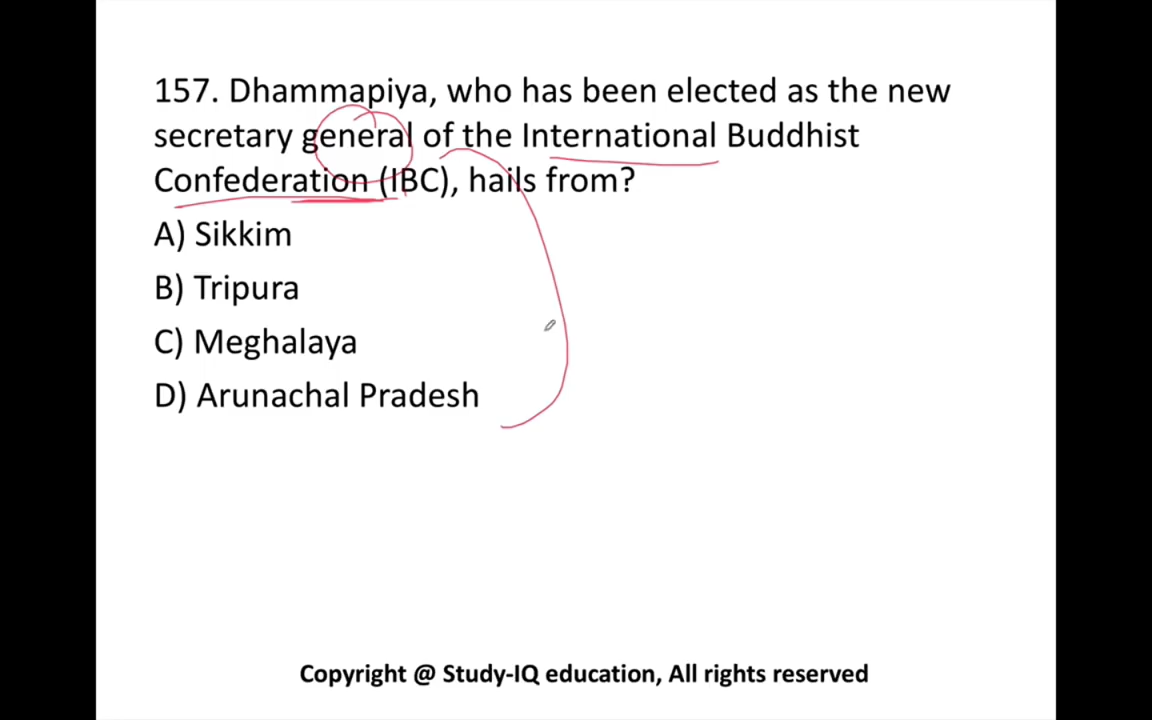 157. Dhammapiya, who has been elected as the new
secretary general of the International Buddhist
Confederation (IBC), hails from?
A) Sikkim
B) Tripura
C) Meghalaya
D) Arunachal Pradesh
Copyright @ Study-IQ education, All rights reserved